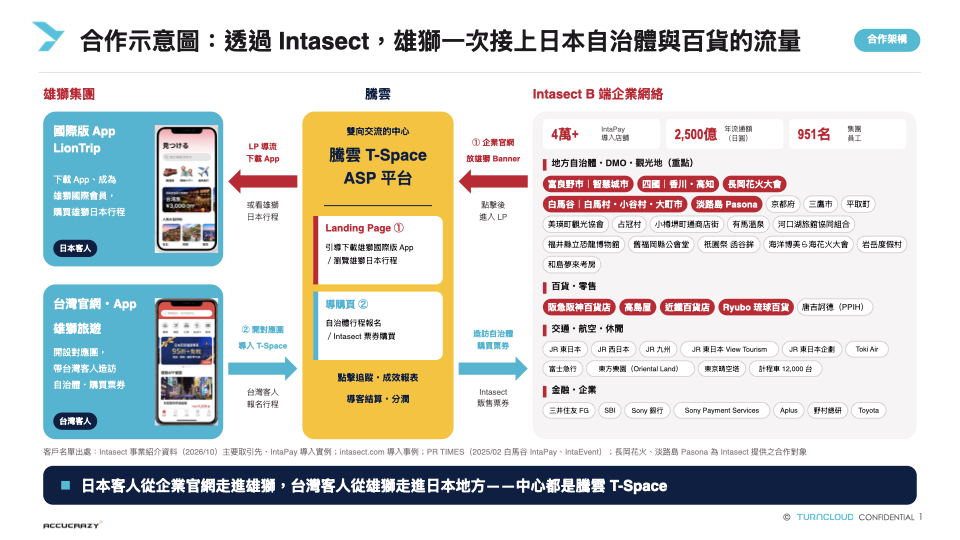 合作示意圖：透過 Intasect，雄獅一次接上日本自治體與百貨的流量
合作架構
雄獅集團
國際版 App
LionTrip
下載 App、成為
雄獅國際會員，
購買雄獅日本行程
日本客人
見つける
¥3,000 OFF
台灣官網・App
雄獅旅遊
開設對應團，
帶台灣客人造訪
自治體・購買票券
台灣客人
LP 導流
下載 App
或看雄獅
日本行程
② 開對應團
導入 T-Space
台灣客人
報名行程
騰雲
雙向交流的中心
騰雲 T-Space
ASP 平台
Landing Page ①
引導下載雄獅國際版 App
/ 瀏覽雄獅日本行程
導購買 ②
自治體行程報名
/ Intasect 票券購買
點擊追蹤・成效報表
導客結算・分潤
① 企業官網
放雄獅 Banner
點擊後
進入 LP
造訪自治體
購買票券
Intasect
販售票券
Intasect B 端企業網絡
4萬+
IntaPay
導入店舖
2,500億
年流通額
（日圓）
951名
集團
員工
地方自治體・DMO・觀光地（重點）
富良野市｜智慧城市
四國｜香川・高知
長岡花火大會
白馬谷｜白馬村・小谷村・大町市
淡路島 Pasona
京都府
三鷹市
平取町
美瑛町観光協會
占冠村
小樽堺町通商店街
有馬溫泉
河口湖旅館協同組合
福井縣立恐龍博物館
舊福岡縣公會堂
祇園祭 函谷鉾
海洋博美ら海花火大會
岩岳度假村
和島夢來考房
百貨・零售
阪急阪神百貨店
高島屋
近鐵百貨店
Ryubo 琉球百貨
唐吉訶德（PPIH）
交通・航空・休閒
JR 東日本
JR 西日本
JR 九州
JR 東日本 View Tourism
JR 東日本企劃
Toki Air
富士急行
東方樂園（Oriental Land）
東京晴空塔
計程車 12,000 台
金融・企業
三井住友 FG
SBI
Sony 銀行
Sony Payment Services
Aplus
野村總研
Toyota
客戶名單出處：Intasect 事業紹介資料（2026/10）主要取引先、IntaPay 導入實例；intasect.com 導入事例；PR TIMES（2025/02 白馬谷 IntaPay、IntaEvent）；長岡花火、淡路島 Pasona 為 Intasect 提供之合作對象
日本客人從企業官網走進雄獅，台灣客人從雄獅走進日本地方——中心都是騰雲 T-Space
ACCUCRAZY
© TURNCLOUD CONFIDENTIAL 1